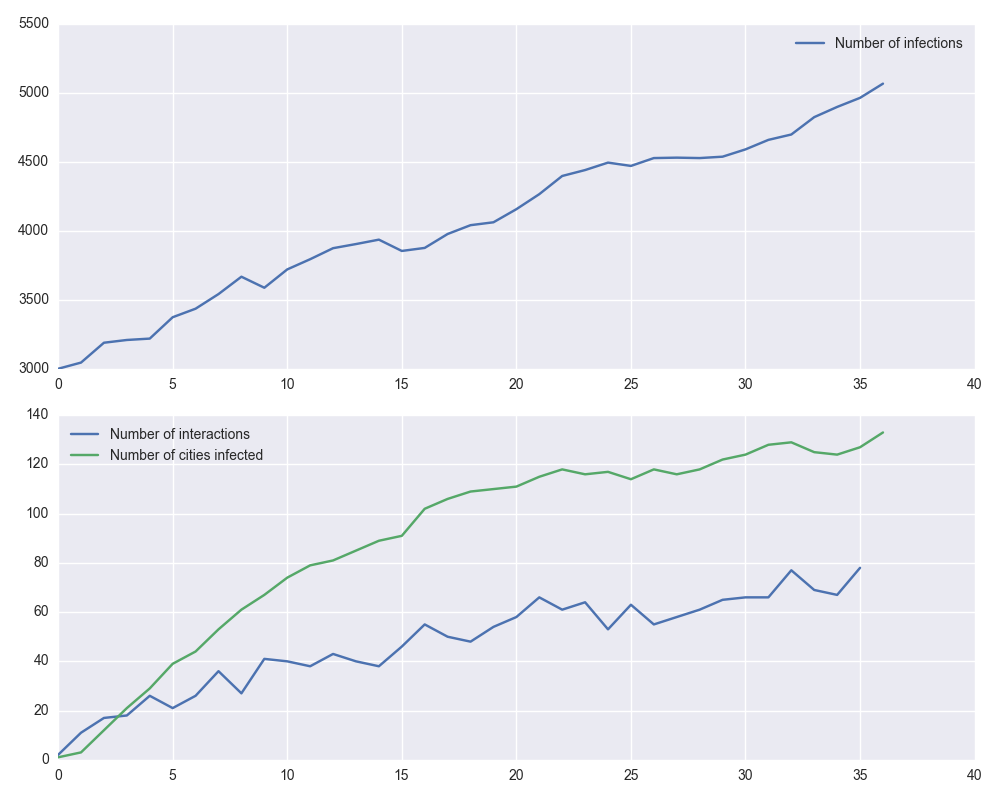 5500
Number of infections
5000
4500
4000
3500
3000
0 5 10 15 20 25 30 35 40
140
Number of interactions
Number of cities infected
120
100
80
60
40
20
0
0 5 10 15 20 25 30 35 40